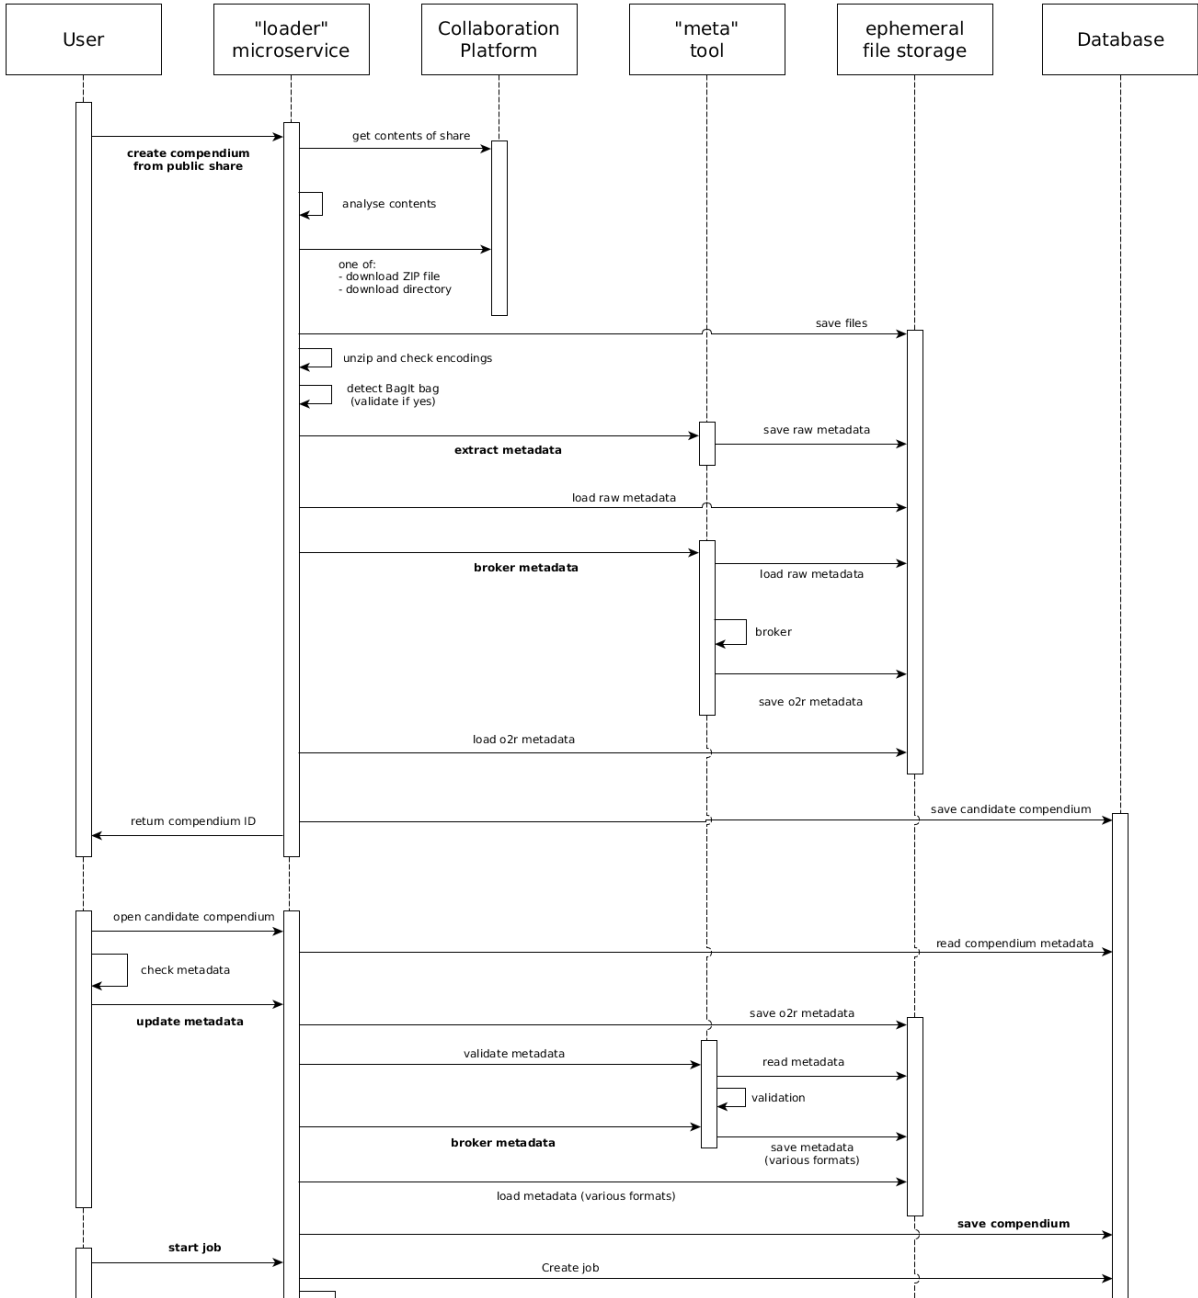 User
"loader"
microservice
Collaboration
Platform
"meta"
tool
ephemeral
file storage
Database
get contents of share
create compendium
from public share
analyse contents
one of:
- download ZIP file
- download directory
save files
unzip and check encodings
detect BagIt bag
(validate if yes)
save raw metadata
extract metadata
load raw metadata
broker metadata
load raw metadata
broker
save o2r metadata
load o2r metadata
save candidate compendium
return compendium ID
open candidate compendium
read compendium metadata
check metadata
update metadata
save o2r metadata
validate metadata
read metadata
validation
broker metadata
save metadata
(various formats)
load metadata (various formats)
save compendium
start job
Create job